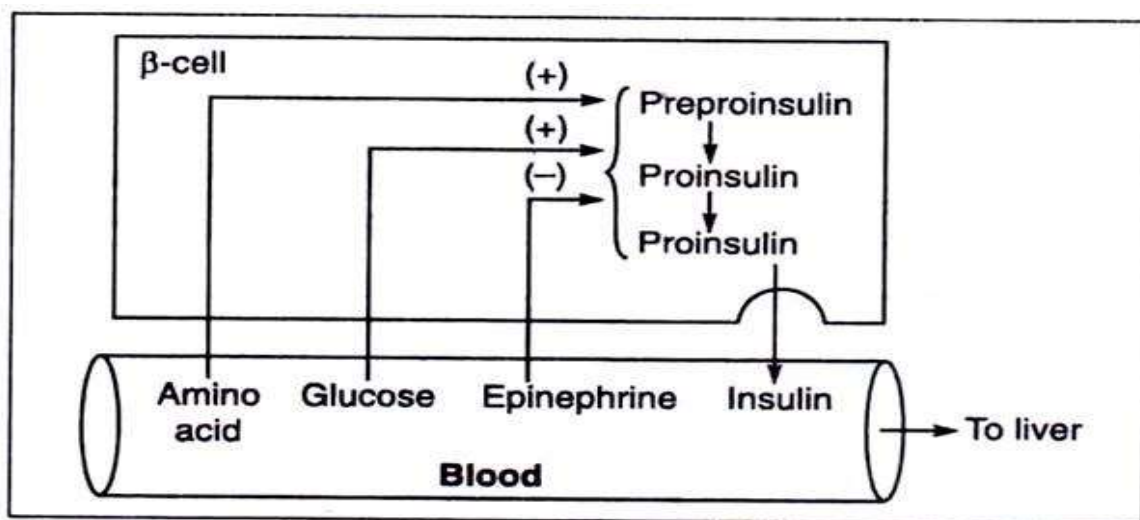 β-cell
(+)
Preproinsulin
(+)
(−)
Proinsulin
Proinsulin
Amino
acid
Glucose
Epinephrine
Insulin
To liver
Blood